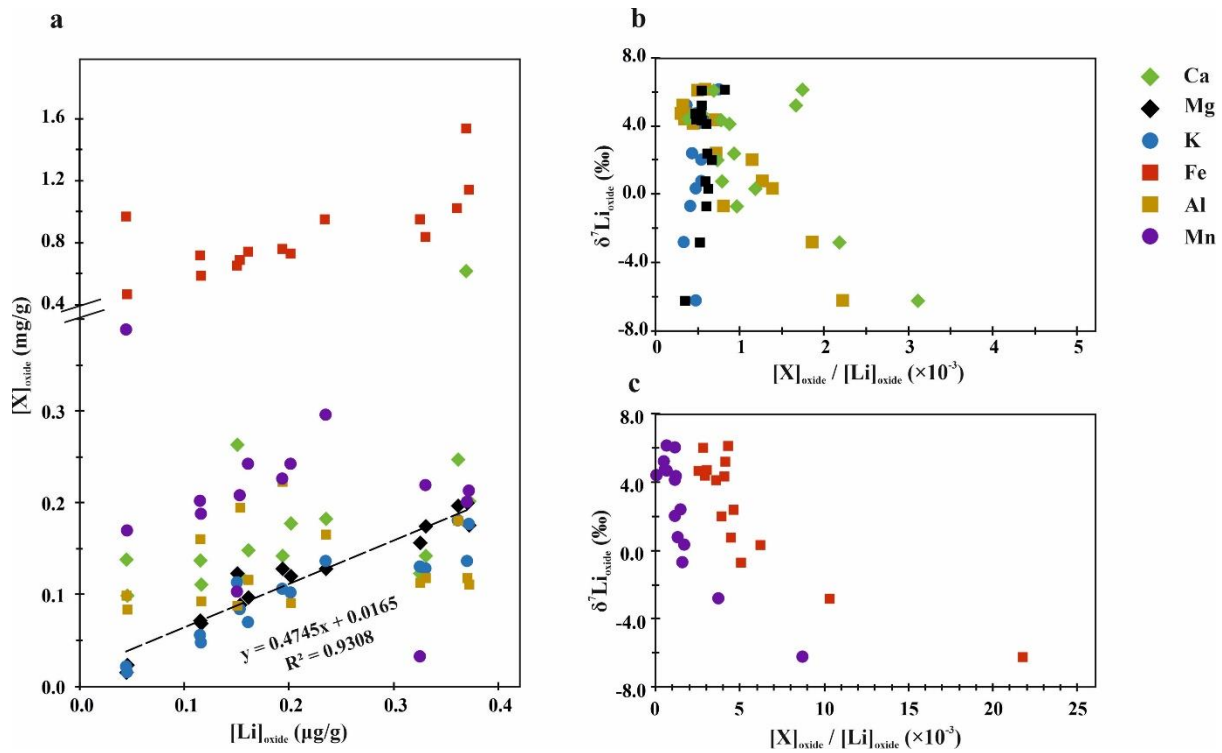 a
[X]oxide (mg/g)
1.6
1.2
0.8
0.4
0.3
0.2
0.1
0.0
y = 0.4745x + 0.0165
R² = 0.9308
0.0 0.1 0.2 0.3 0.4
[Li]oxide (µg/g)
b
δ⁷Lioxide (‰)
8.0
4.0
0.0
-4.0
-8.0
0 1 2 3 4 5
[X]oxide / [Li]oxide (×10⁻³)
c
δ⁷Lioxide (‰)
8.0
4.0
0.0
-4.0
-8.0
0 5 10 15 20 25
[X]oxide / [Li]oxide (×10⁻³)
Ca
Mg
K
Fe
Al
Mn